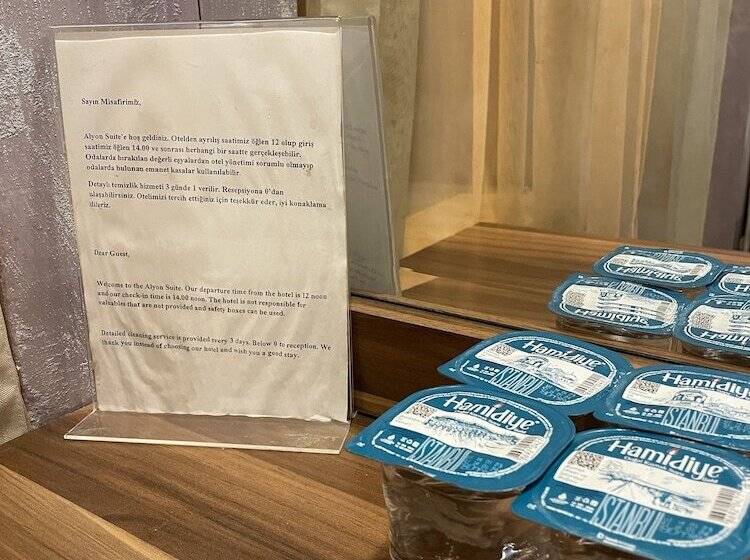 Sayın Misafirimiz,
Alyon Suite'e hoş geldiniz. Otelden ayrılış saatimiz öğlen 12 olup giriş
saatimiz öğlen 14.00 ve sonrası herhangi bir saatte gerçekleşebilir.
Odalarda bırakılan değerli eşyalardan otel yönetimi sorumlu olmayıp
odalarda bulunan emanet kasalar kullanılabilir.
Detaylı temizlik hizmeti 3 günde 1 verilir. Resepsiyona 0'dan
ulaşabilirsiniz. Otelimizi tercih ettiğiniz için teşekkür eder, iyi konaklama
dileriz.
Dear Guest,
Welcome to the Alyon Suite. Our departure time from the hotel is 12 noon
and our check-in time is 14.00 noon. The hotel is not responsible for
valuables that are not provided and safety boxes can be used.
Detailed cleaning service is provided every 3 days. Below 0 to reception. We
thank you instead of choosing our hotel and wish you a good stay.
Hamidiye
İSTANBUL
Hamidiye
İSTANBUL
Hamidiye
İSTANBUL
Hamidiye
İSTANBUL